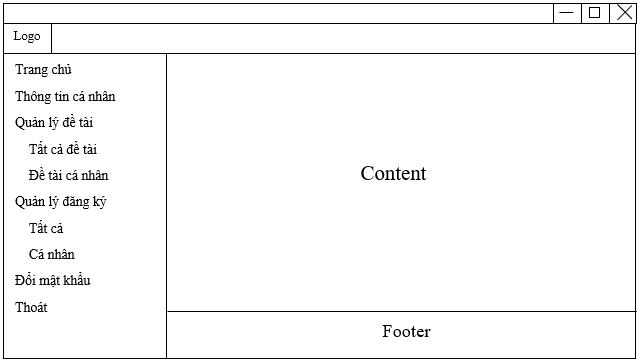 Logo
Trang chủ
Thông tin cá nhân
Quản lý đề tài
Tất cả đề tài
Đề tài cá nhân
Quản lý đăng ký
Tất cả
Cá nhân
Đổi mật khẩu
Thoát
Content
Footer